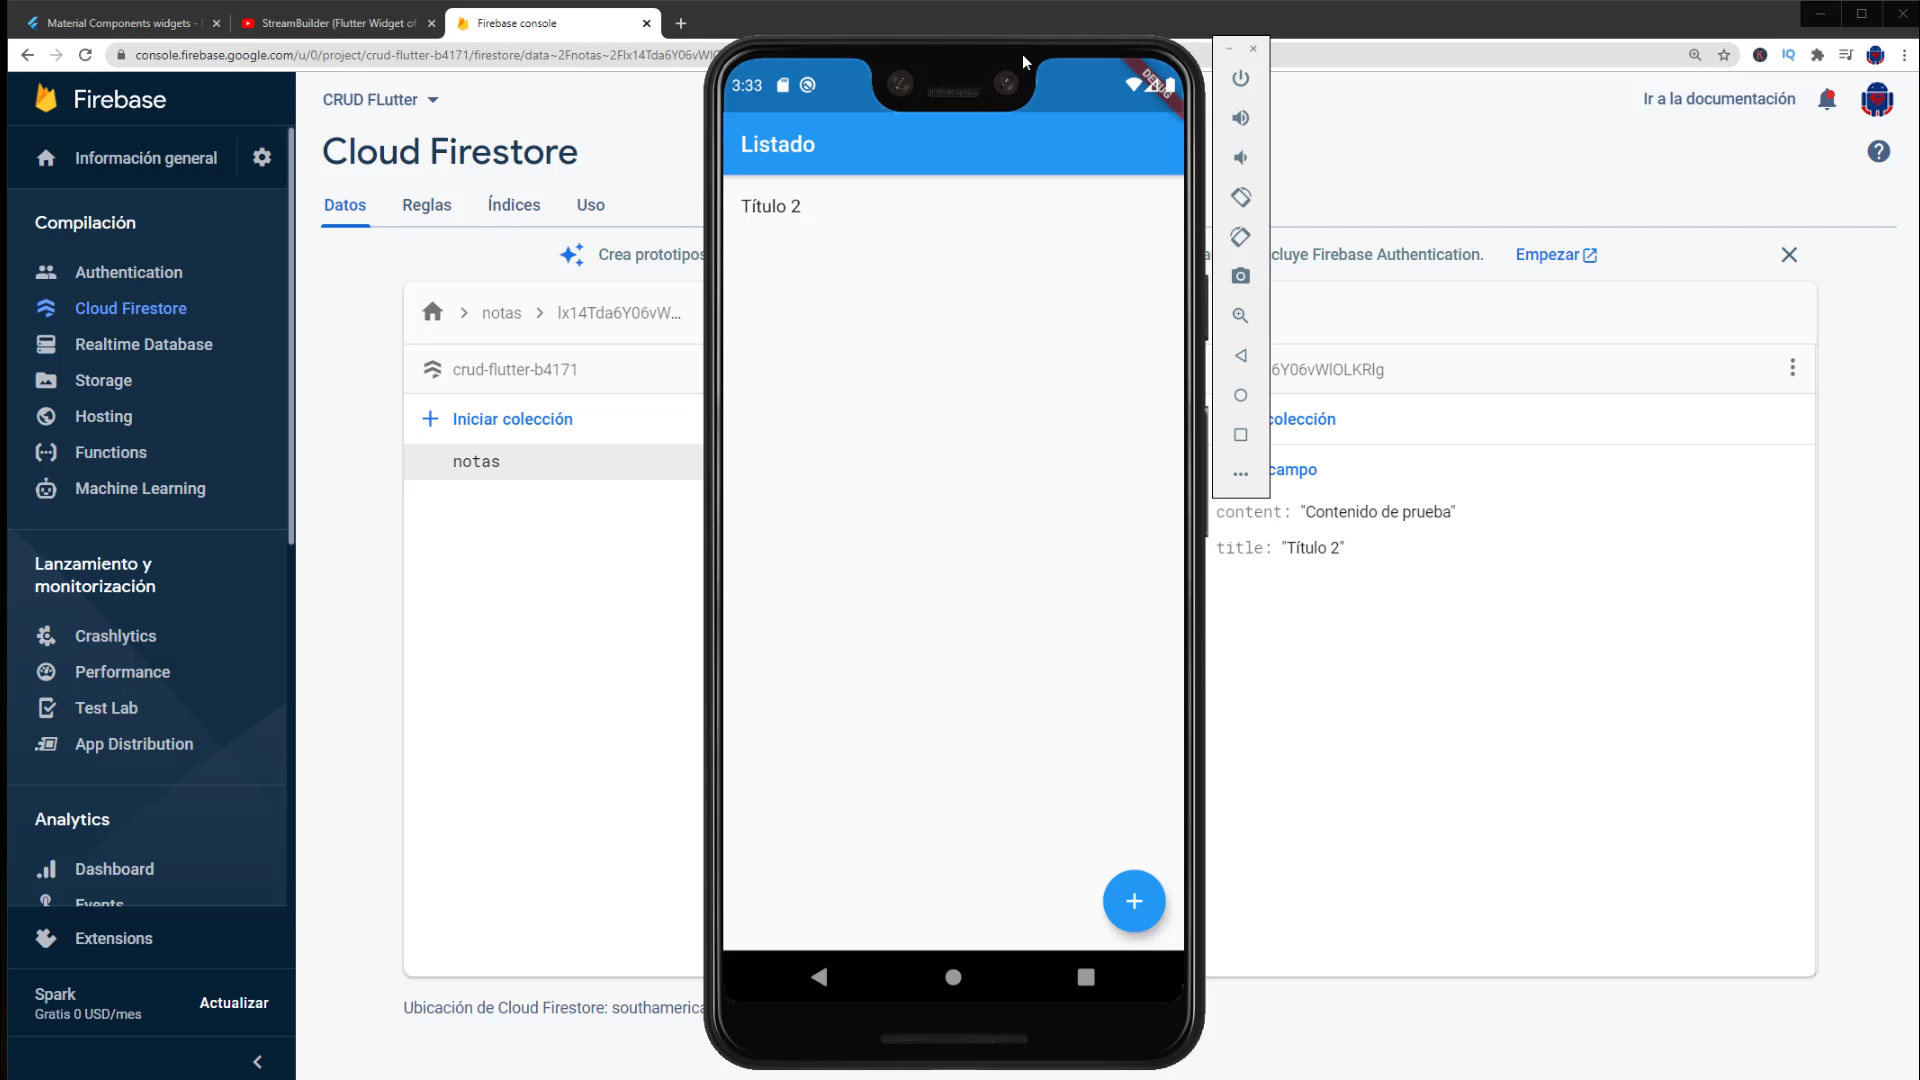 Material Components widgets -
StreamBuilder (Flutter Widget of
Firebase console
console.firebase.google.com/u/0/project/crud-flutter-b4171/firestore/data~2Fnotas~2Flx14Tda6Y06vWl
Firebase
Información general
Compilación
Authentication
Cloud Firestore
Realtime Database
Storage
Hosting
Functions
Machine Learning
Lanzamiento y
monitorización
Crashlytics
Performance
Test Lab
App Distribution
Analytics
Dashboard
Events
Extensions
Spark
Gratis 0 USD/mes
Actualizar
CRUD FLutter
Ir a la documentación
Cloud Firestore
Datos
Reglas
Índices
Uso
Crea prototipos
cluye Firebase Authentication.
Empezar
notas
lx14Tda6Y06vW...
crud-flutter-b4171
6Y06vWlOLKRlg
Iniciar colección
colección
notas
campo
content: "Contenido de prueba"
title: "Título 2"
Ubicación de Cloud Firestore: southamerica
3:33
DEBUG
Listado
Título 2